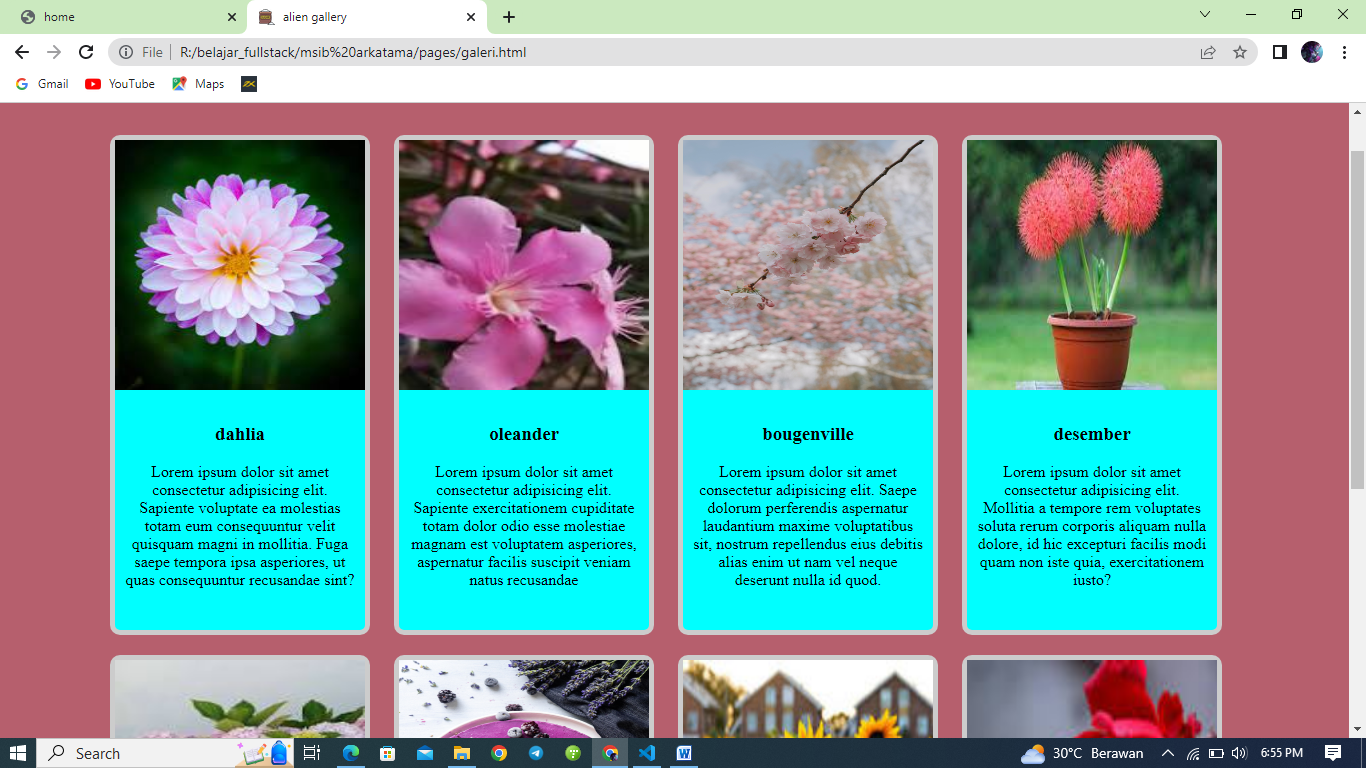 home
alien gallery
File
R:/belajar_fullstack/msib%20arkatama/pages/galeri.html
Gmail
YouTube
Maps
dahlia
Lorem ipsum dolor sit amet
consectetur adipisicing elit.
Sapiente voluptate ea molestias
totam eum consequuntur velit
quisquam magni in mollitia. Fuga
saepe tempora ipsa asperiores, ut
quas consequuntur recusandae sint?
oleander
Lorem ipsum dolor sit amet
consectetur adipisicing elit.
Sapiente exercitationem cupiditate
totam dolor odio esse molestiae
magnam est voluptatem asperiores,
aspernatur facilis suscipit veniam
natus recusandae
bougenville
Lorem ipsum dolor sit amet
consectetur adipisicing elit. Saepe
dolorum perferendis aspernatur
laudantium maxime voluptatibus
sit, nostrum repellendus eius debitis
alias enim ut nam vel neque
deserunt nulla id quod.
desember
Lorem ipsum dolor sit amet
consectetur adipisicing elit.
Mollitia a tempore rem voluptates
soluta rerum corporis aliquam nulla
dolore, id hic excepturi facilis modi
quam non iste quia, exercitationem
iusto?
Search
30°C Berawan
6:55 PM